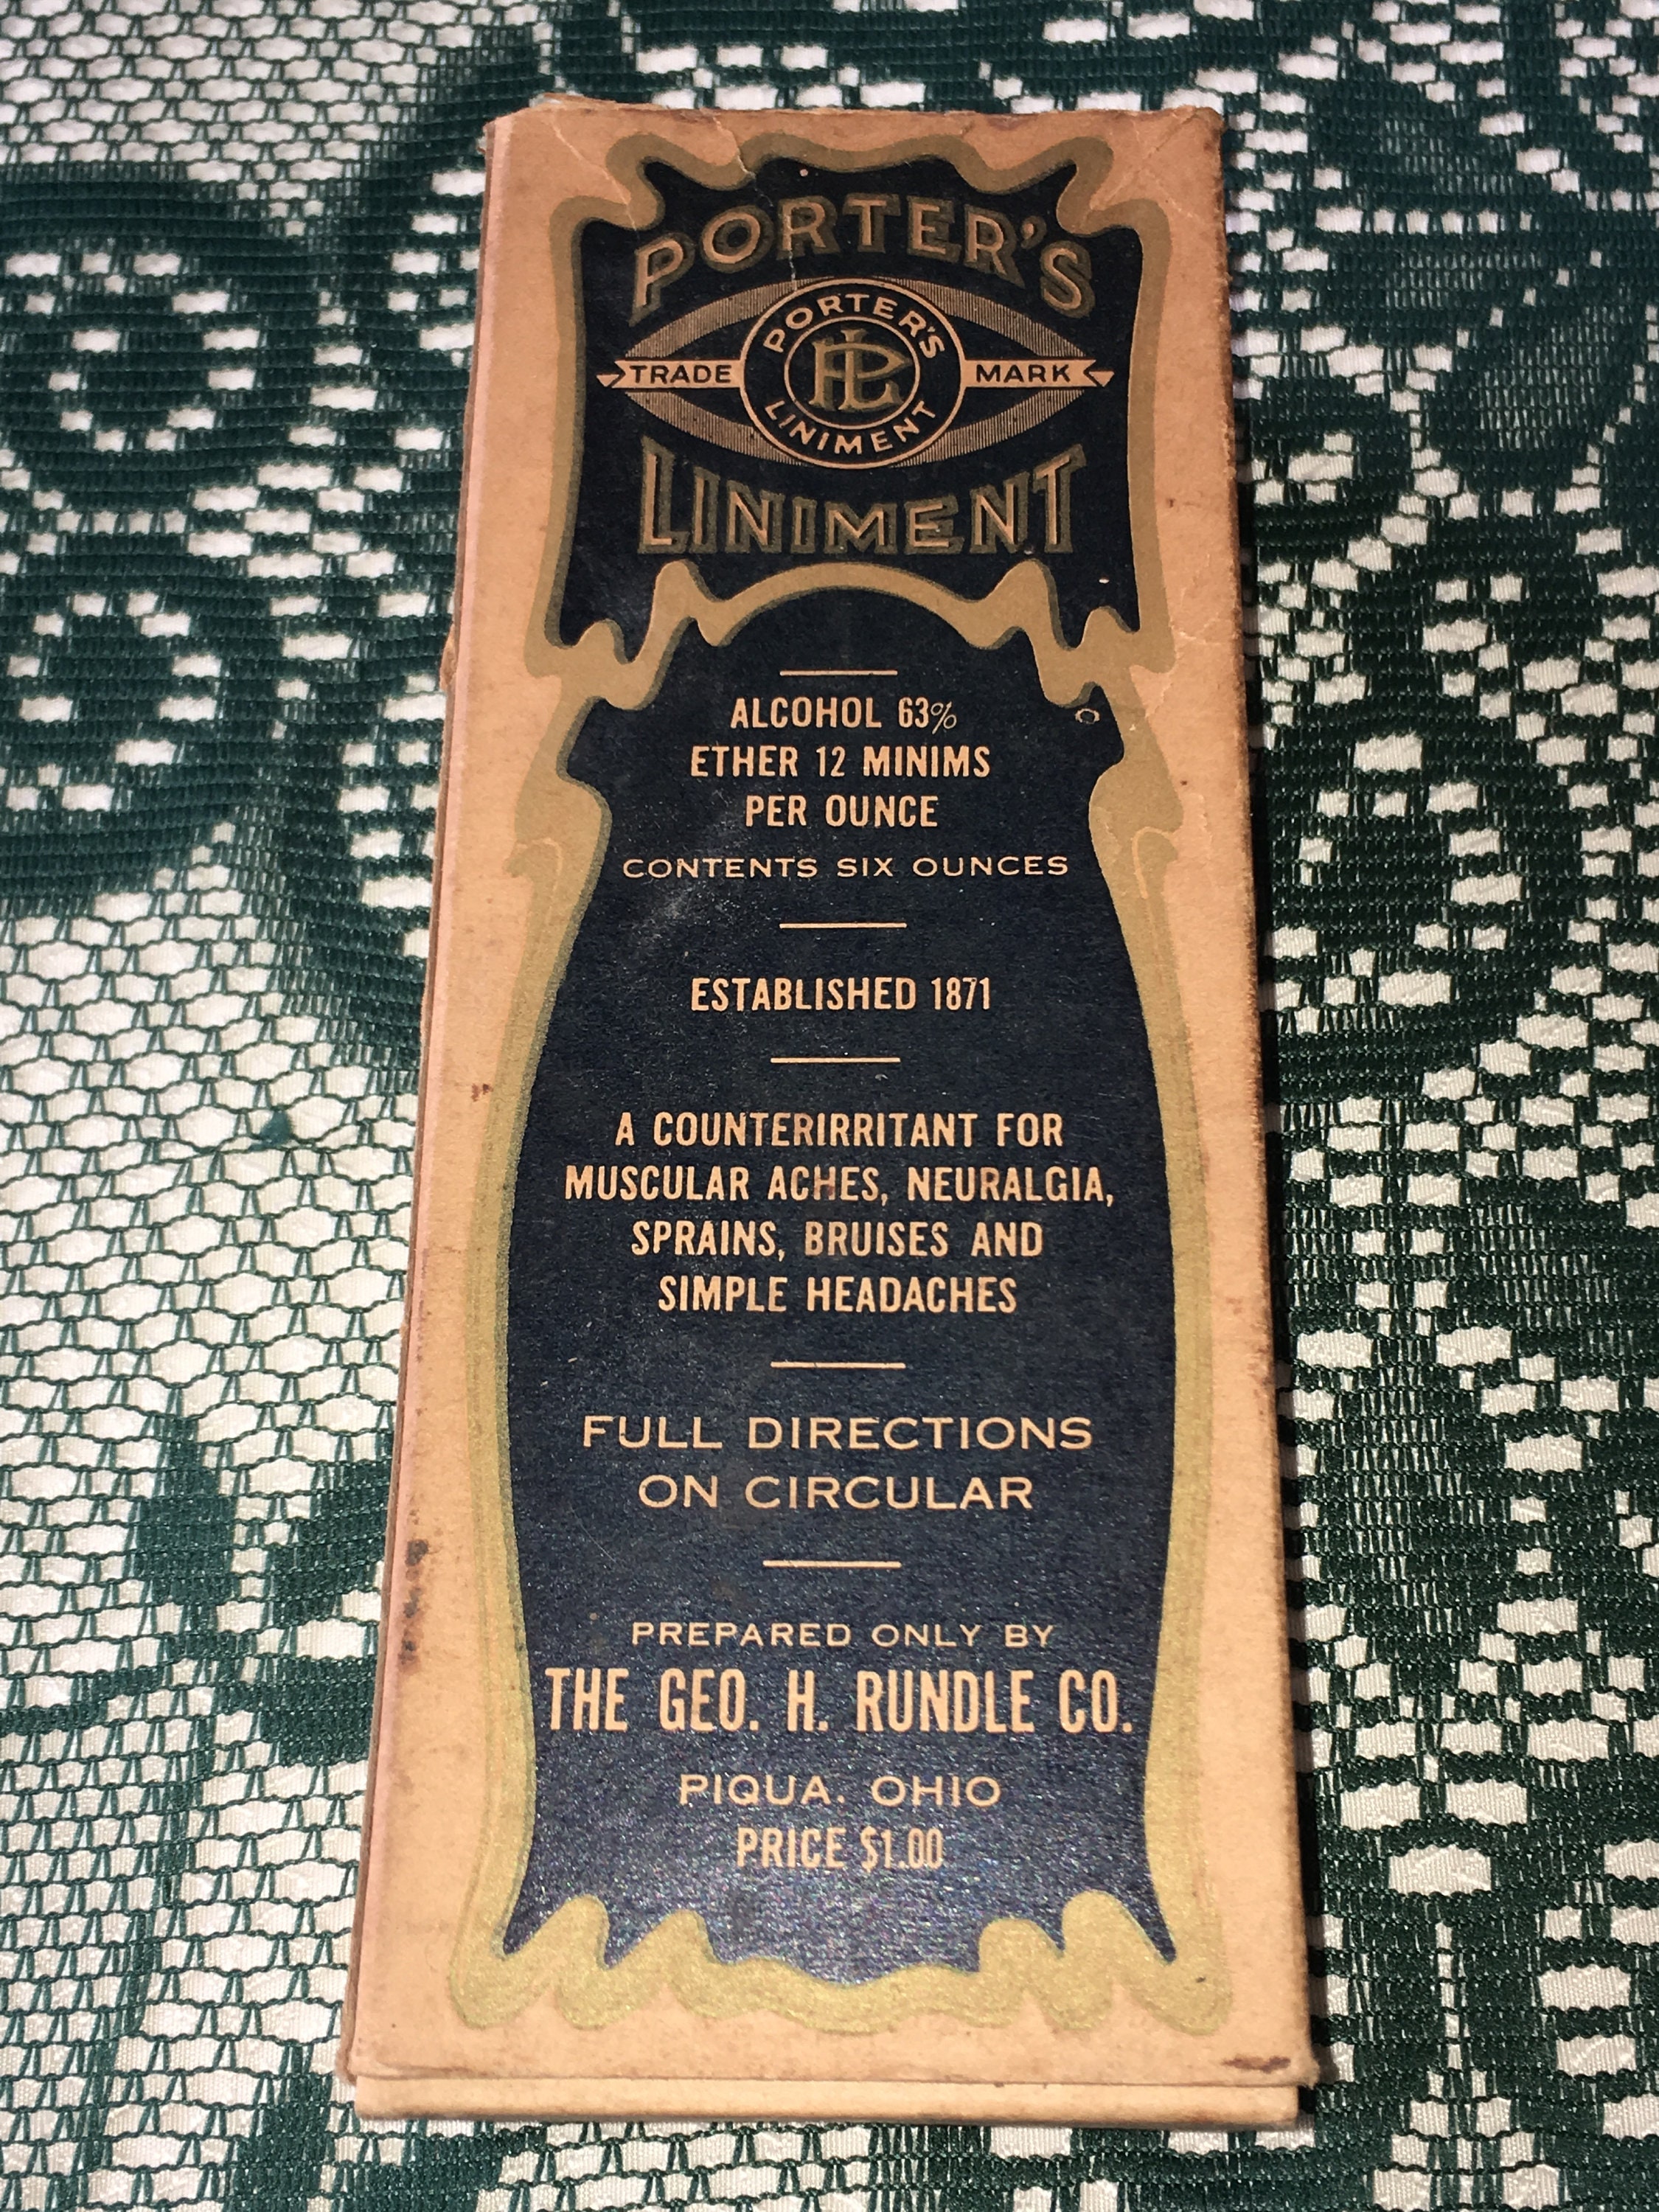 PORTER'S
PORTER'S
TRADE PL MARK
LINIMENT
LINIMENT
ALCOHOL 63%
ETHER 12 MINIMS
PER OUNCE
CONTENTS SIX OUNCES
ESTABLISHED 1871
A COUNTERIRRITANT FOR
MUSCULAR ACHES, NEURALGIA,
SPRAINS, BRUISES AND
SIMPLE HEADACHES
FULL DIRECTIONS
ON CIRCULAR
PREPARED ONLY BY
THE GEO. H. RUNDLE CO.
PIQUA. OHIO
PRICE $1.00